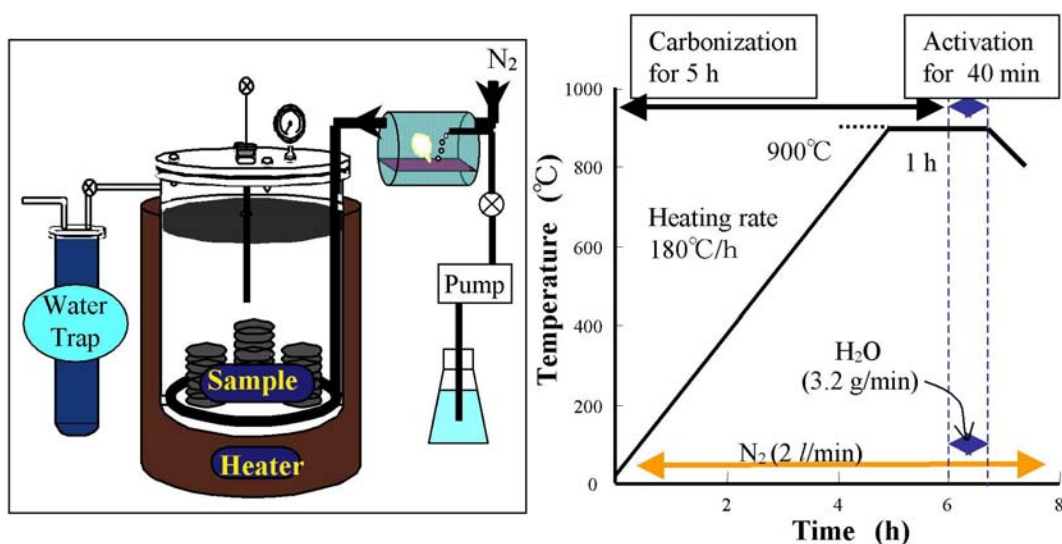 N₂
Pump
Water
Trap
Sample
Heater
Carbonization
for 5 h
Activation
for 40 min
1000
800
600
400
200
0
2
4
6
8
Temperature (℃)
Time (h)
900℃
1 h
Heating rate
180℃/h
H₂O
(3.2 g/min)
N₂ (2 l/min)